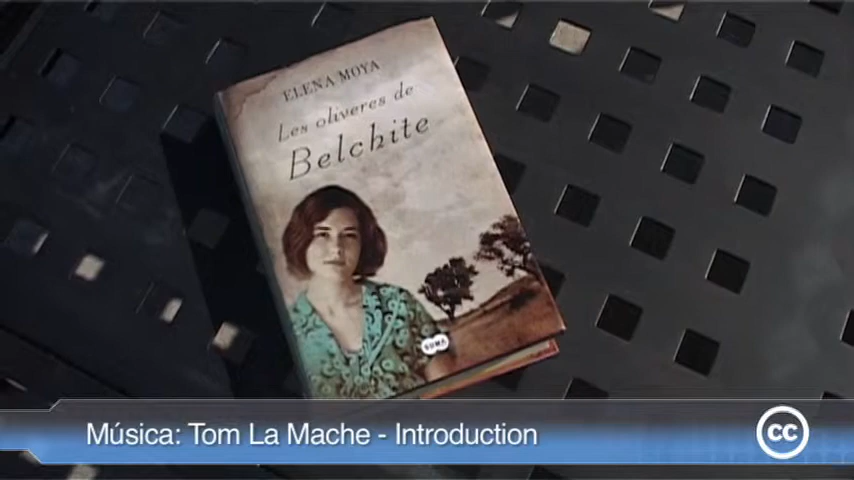 ELENA MOYA
Les oliveres de
Belchite
SUMA
Música: Tom La Mache - Introduction
cc